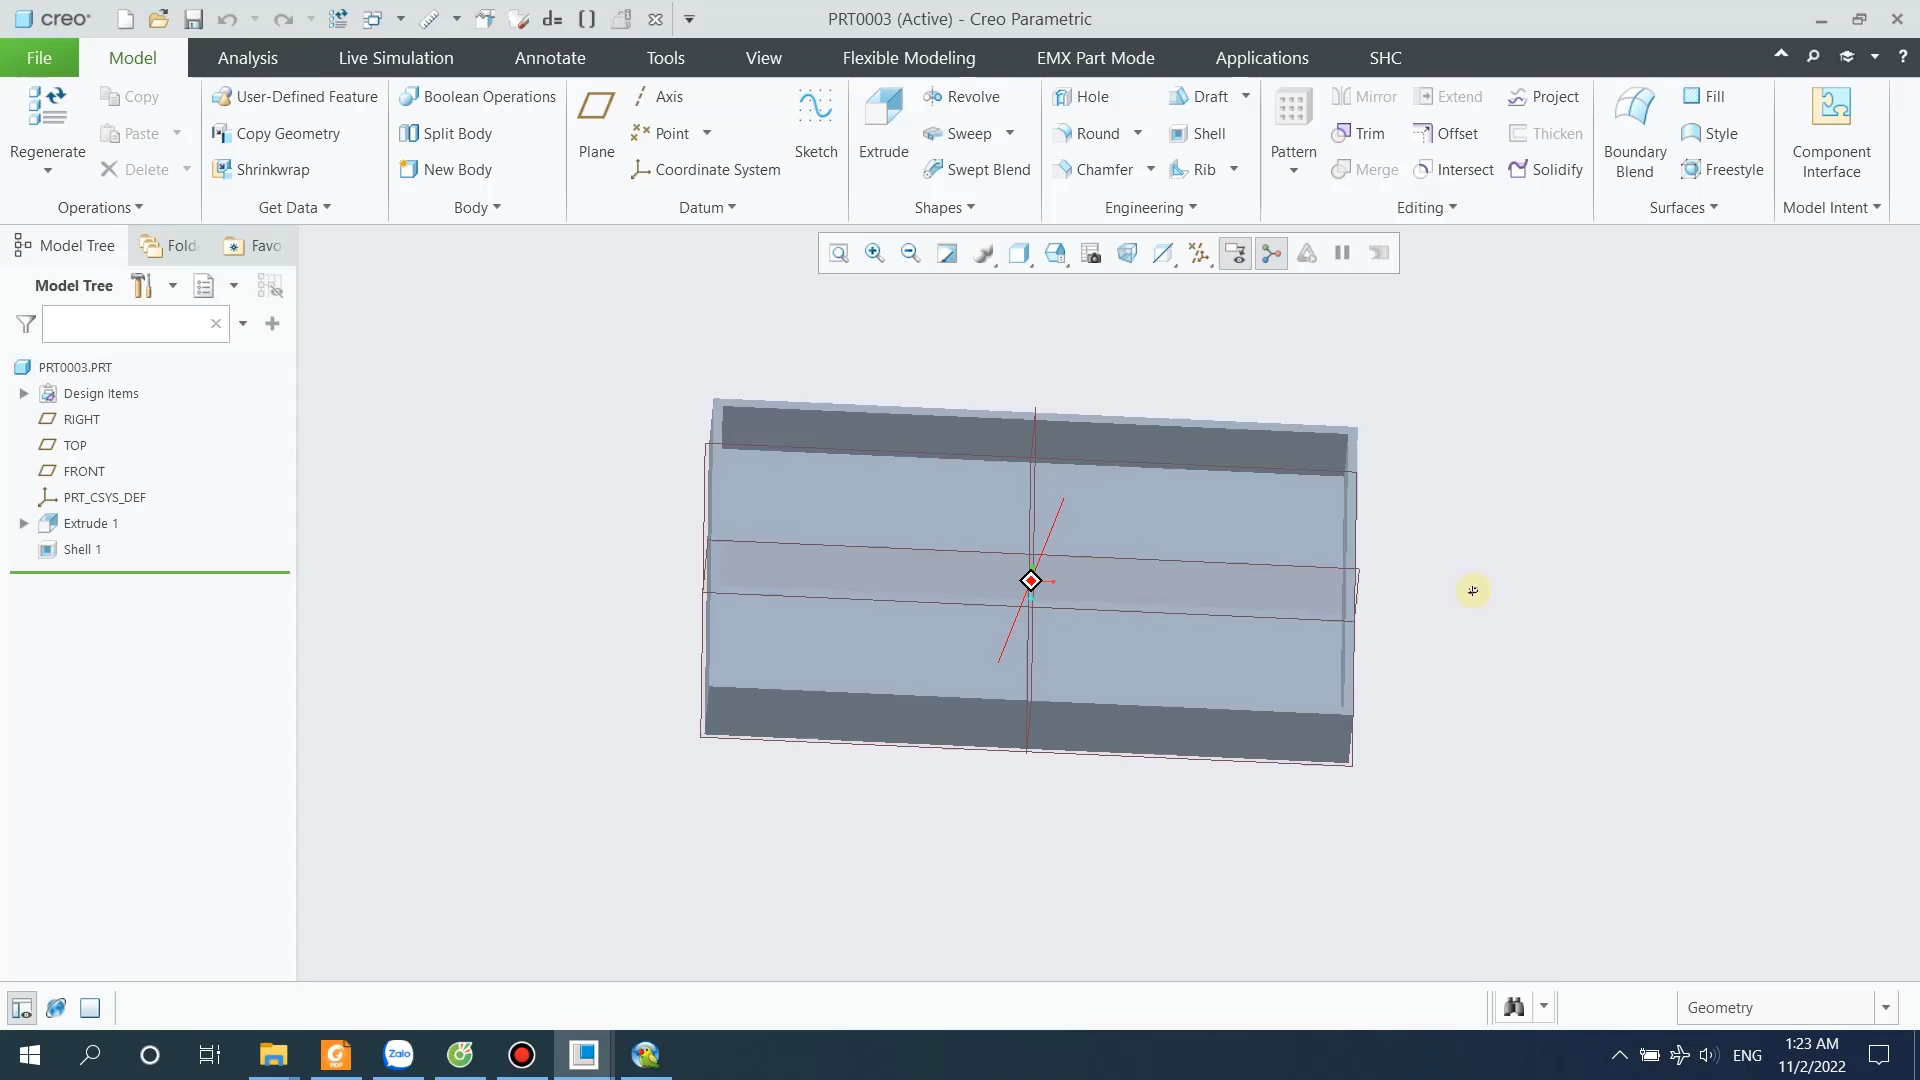 creo
d=
PRT0003 (Active) - Creo Parametric
File
Model
Analysis
Live Simulation
Annotate
Tools
View
Flexible Modeling
EMX Part Mode
Applications
SHC
?
Regenerate
Copy
Paste
Delete
Operations
User-Defined Feature
Copy Geometry
Shrinkwrap
Get Data
Boolean Operations
Split Body
New Body
Body
Plane
Axis
Point
Coordinate System
Sketch
Datum
Extrude
Revolve
Sweep
Swept Blend
Shapes
Hole
Round
Chamfer
Draft
Shell
Rib
Engineering
Pattern
Mirror
Trim
Merge
Extend
Offset
Intersect
Project
Thicken
Solidify
Editing
Boundary
Blend
Fill
Style
Freestyle
Surfaces
Component
Interface
Model Intent
Model Tree
Fold
Favo
Model Tree
PRT0003.PRT
Design Items
RIGHT
TOP
FRONT
PRT_CSYS_DEF
Extrude 1
Shell 1
Geometry
PDF
Zalo
ENG
1:23 AM
11/2/2022